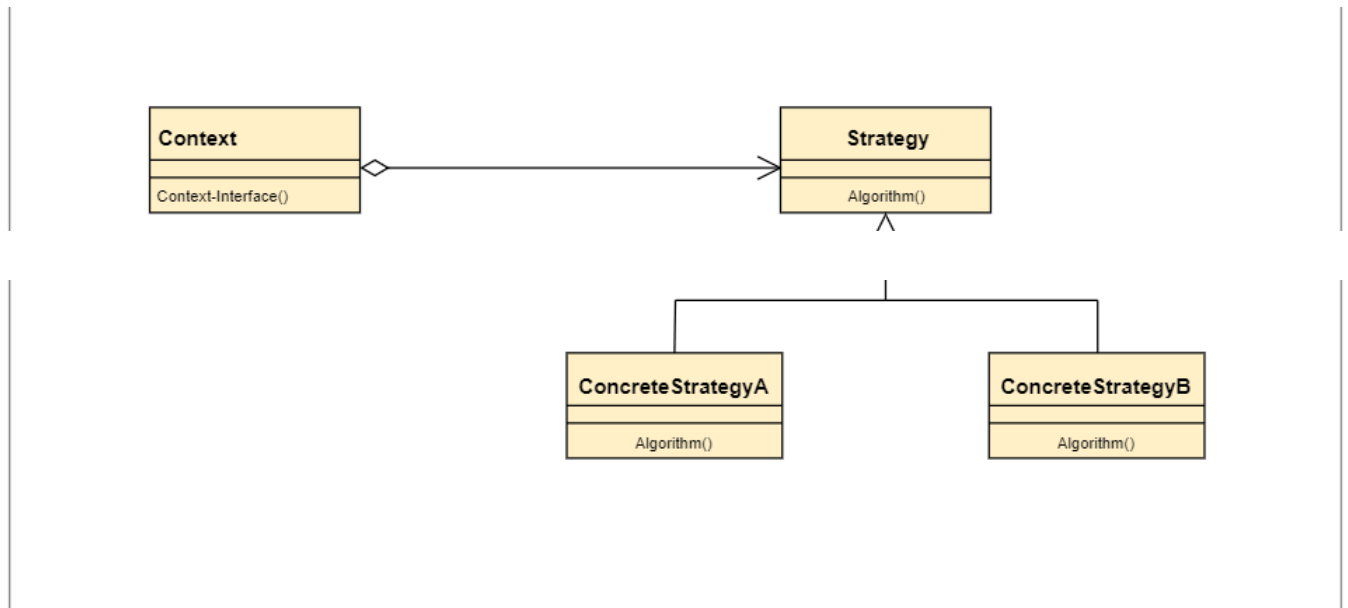 Context
Context-Interface()
Strategy
Algorithm()
ConcreteStrategyA
Algorithm()
ConcreteStrategyB
Algorithm()